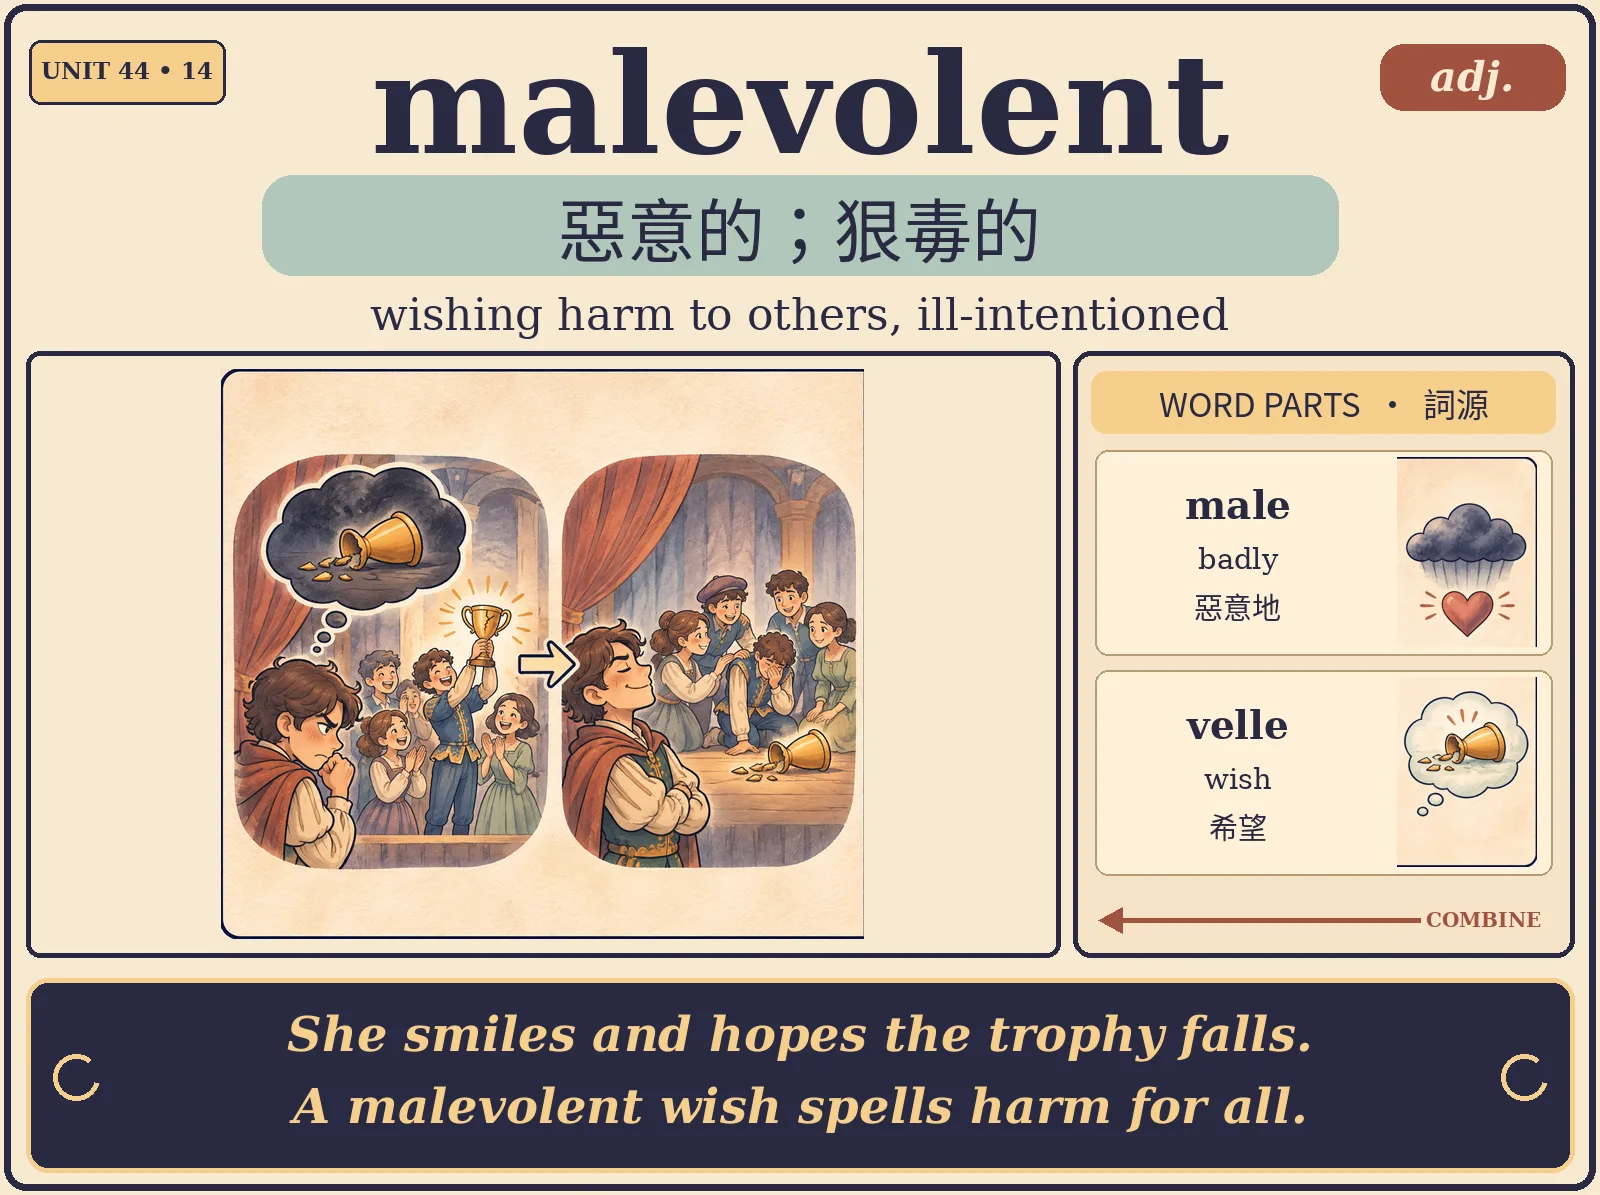 UNIT 44 • 14
malevolent
adj.
惡意的；狠毒的
wishing harm to others, ill-intentioned
WORD PARTS · 詞源
male
badly
惡意地
velle
wish
希望
COMBINE
She smiles and hopes the trophy falls.
A malevolent wish spells harm for all.